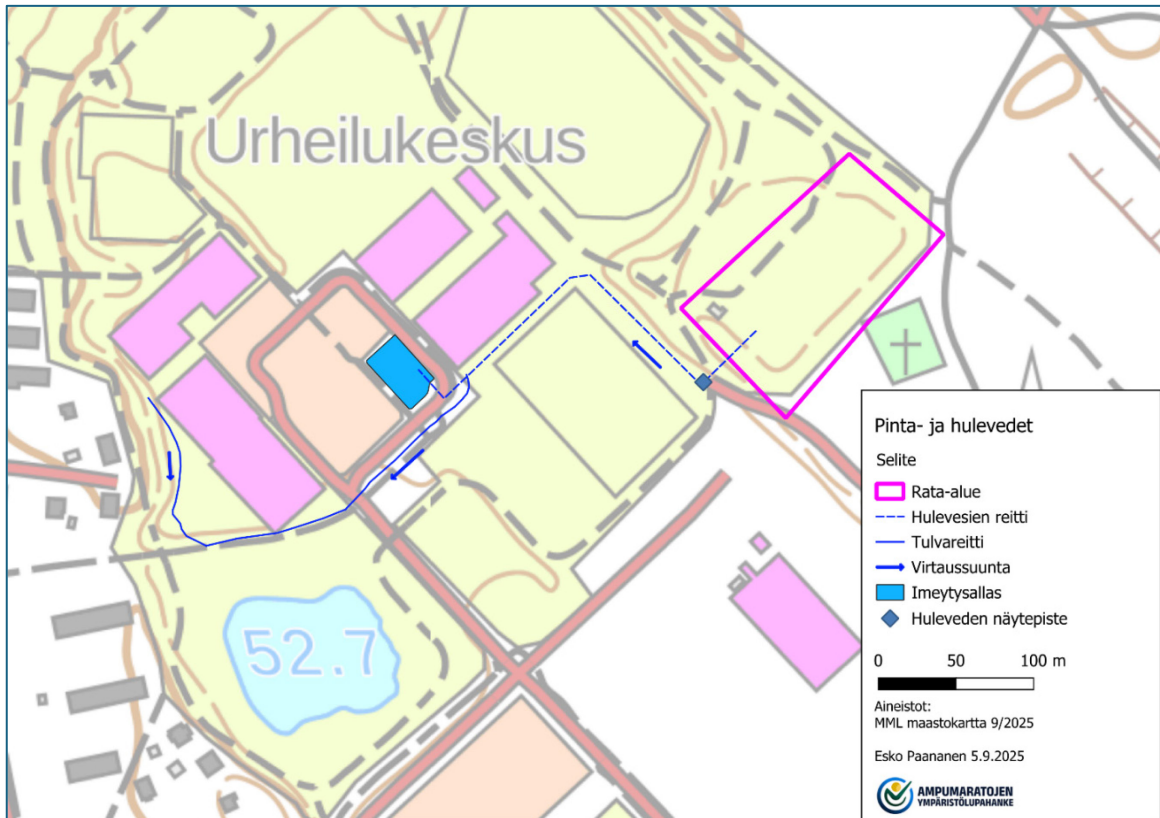 Urheilukeskus
52.7
Pinta- ja hulevedet
Selite
Rata-alue
Hulevesien reitti
Tulvareitti
Virtaussuunta
Imeytysallas
Huleveden näytepiste
0 50 100 m
Aineistot:
MML maastokartta 9/2025
Esko Paananen 5.9.2025
AMPUMARATOJEN
YMPÄRISTÖLUPAHANKE